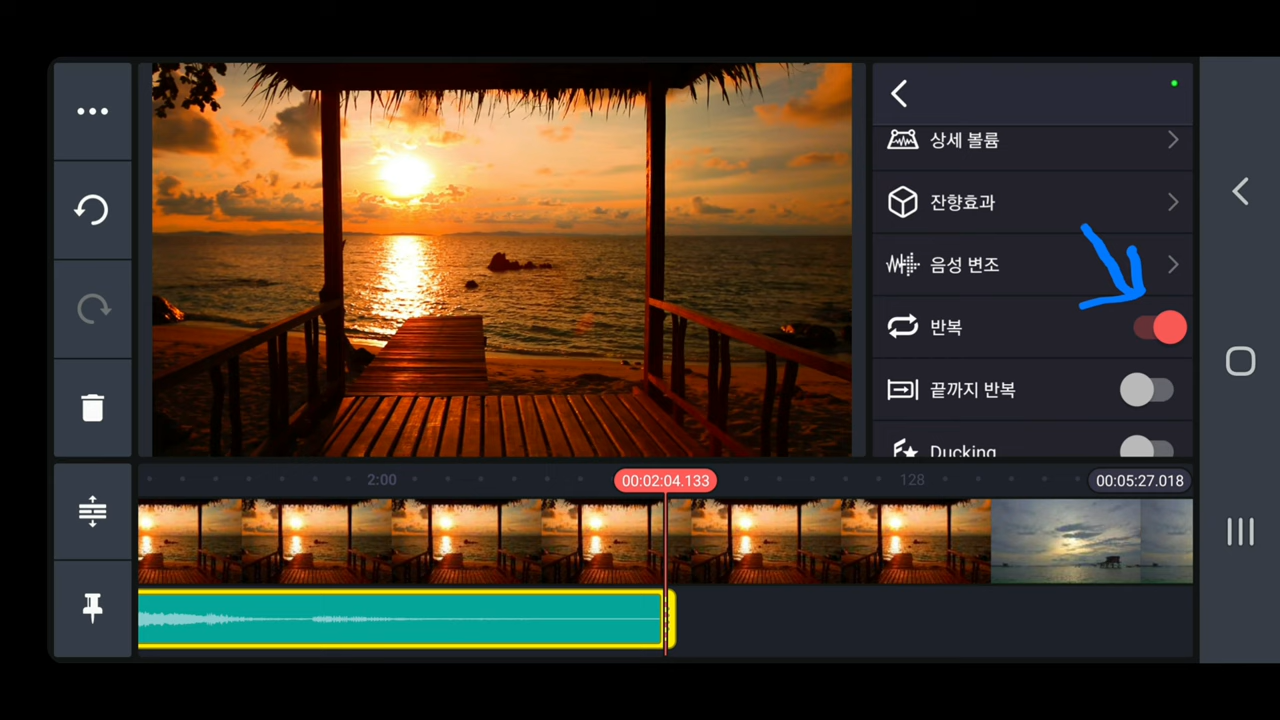 상세 볼륨
잔향효과
음성 변조
반복
끝까지 반복
Ducking
2:00
00:02:04.133
128
00:05:27.018